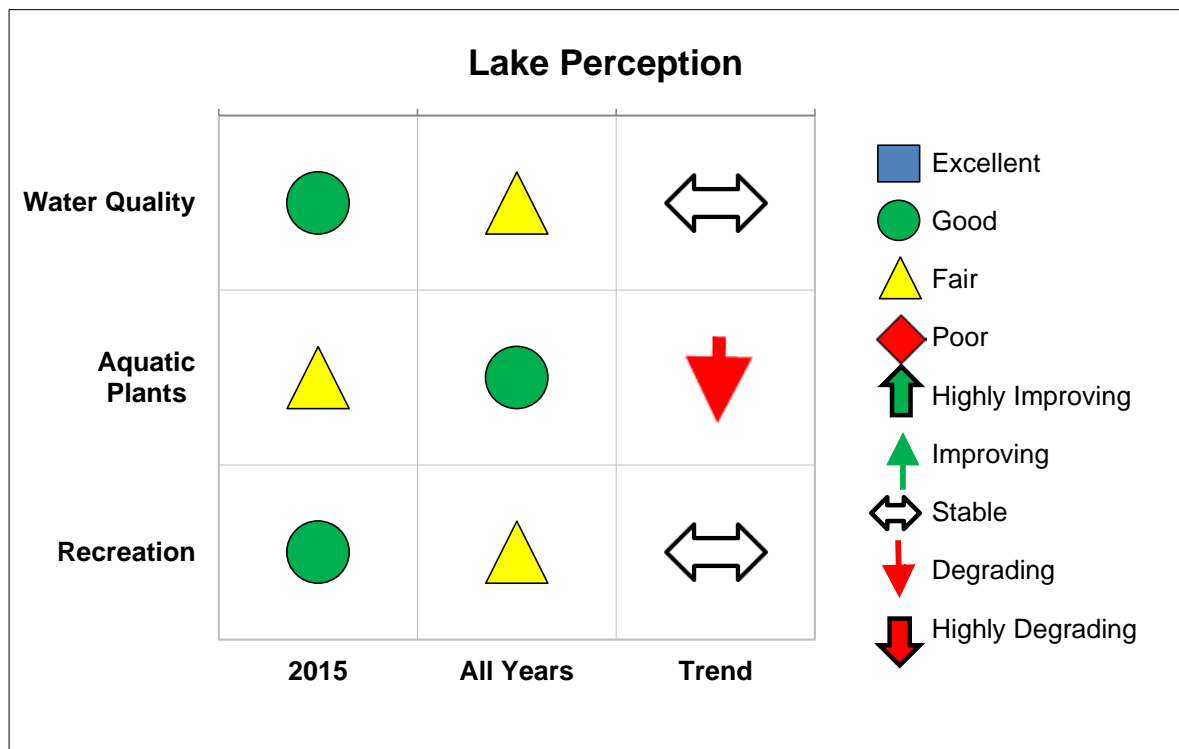 Lake Perception
Water Quality
Aquatic
Plants
Recreation
2015
All Years
Trend
Excellent
Good
Fair
Poor
Highly Improving
Improving
Stable
Degrading
Highly Degrading